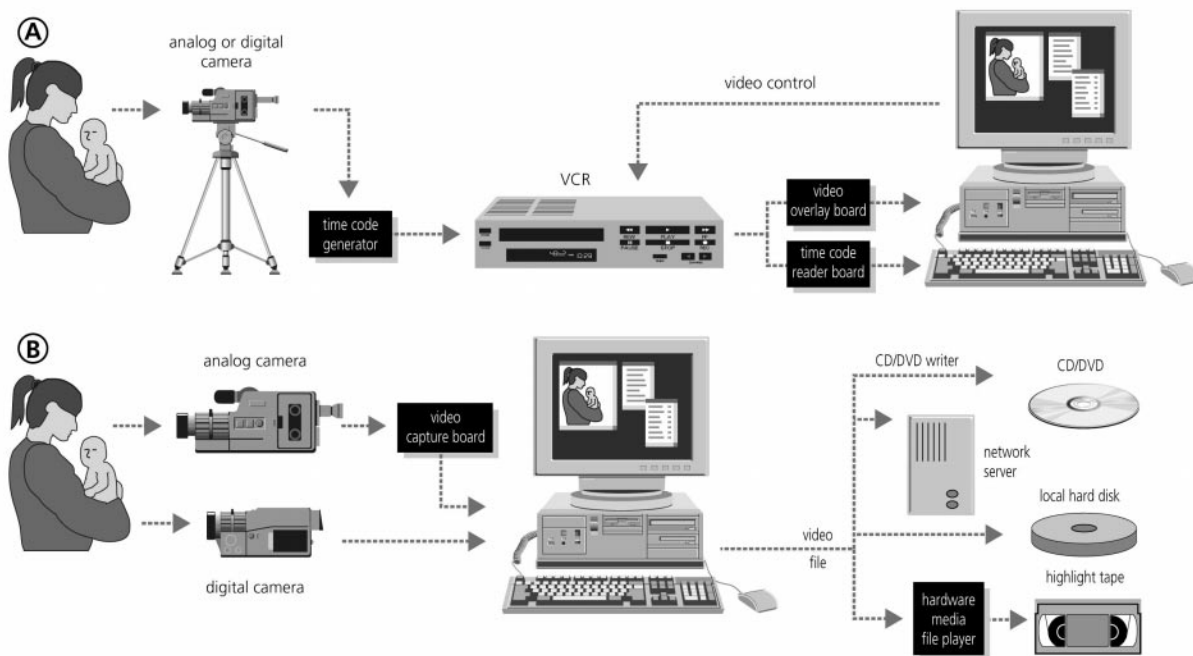 A
analog or digital
camera
video control
VCR
time code
generator
video
overlay board
time code
reader board
PAUSE
STOP
B
analog camera
video
capture board
digital camera
video
file
CD/DVD writer
CD/DVD
network
server
local hard disk
highlight tape
hardware
media
file player